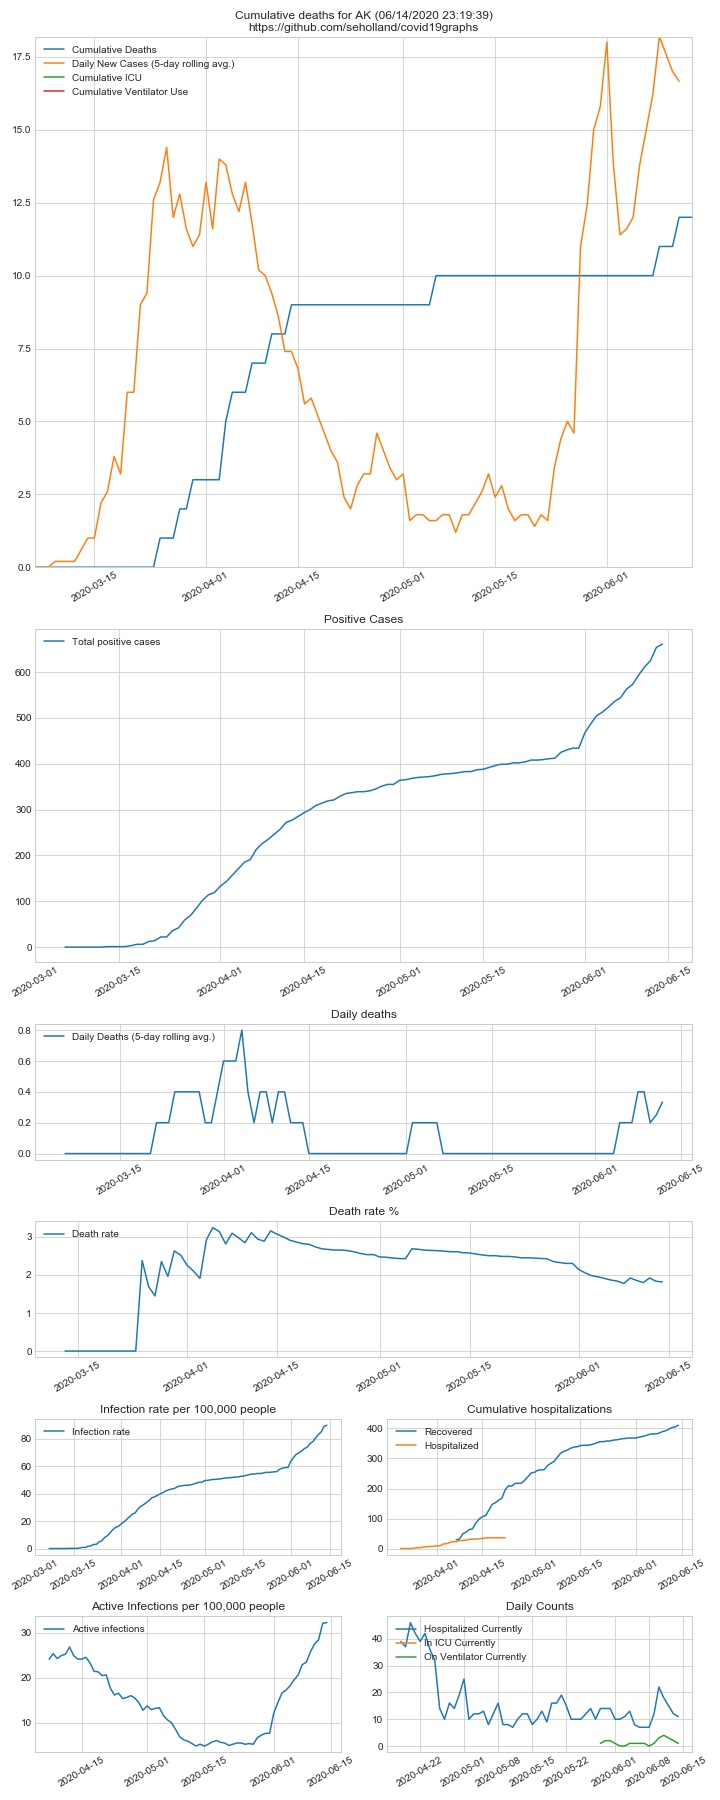 Cumulative deaths for AK (06/14/2020 23:19:39)
https://github.com/seholland/covid19graphs
Cumulative Deaths
Daily New Cases (5-day rolling avg.)
Cumulative ICU
Cumulative Ventilator Use
17.5
15.0
12.5
10.0
7.5
5.0
2.5
0.0
2020-03-15 2020-04-01 2020-04-15 2020-05-01 2020-05-15 2020-06-01
Positive Cases
Total positive cases
600
500
400
300
200
100
0
2020-03-01 2020-03-15 2020-04-01 2020-04-15 2020-05-01 2020-05-15 2020-06-01 2020-06-15
Daily deaths
Daily Deaths (5-day rolling avg.)
0.8
0.6
0.4
0.2
0.0
2020-03-15 2020-04-01 2020-04-15 2020-05-01 2020-05-15 2020-06-01 2020-06-15
Death rate %
Death rate
3
2
1
0
2020-03-15 2020-04-01 2020-04-15 2020-05-01 2020-05-15 2020-06-01 2020-06-15
Infection rate per 100,000 people
Infection rate
80
60
40
20
0
2020-03-01 2020-03-15 2020-04-01 2020-04-15 2020-05-01 2020-05-15 2020-06-01 2020-06-15
Cumulative hospitalizations
Recovered
Hospitalized
400
300
200
100
0
2020-04-01 2020-04-15 2020-05-01 2020-05-15 2020-06-01 2020-06-15
Active Infections per 100,000 people
Active infections
30
20
10
2020-04-15 2020-05-01 2020-05-15 2020-06-01 2020-06-15
Daily Counts
Hospitalized Currently
In ICU Currently
On Ventilator Currently
40
30
20
10
0
2020-04-22 2020-05-01 2020-05-08 2020-05-15 2020-05-22 2020-06-01 2020-06-08 2020-06-15